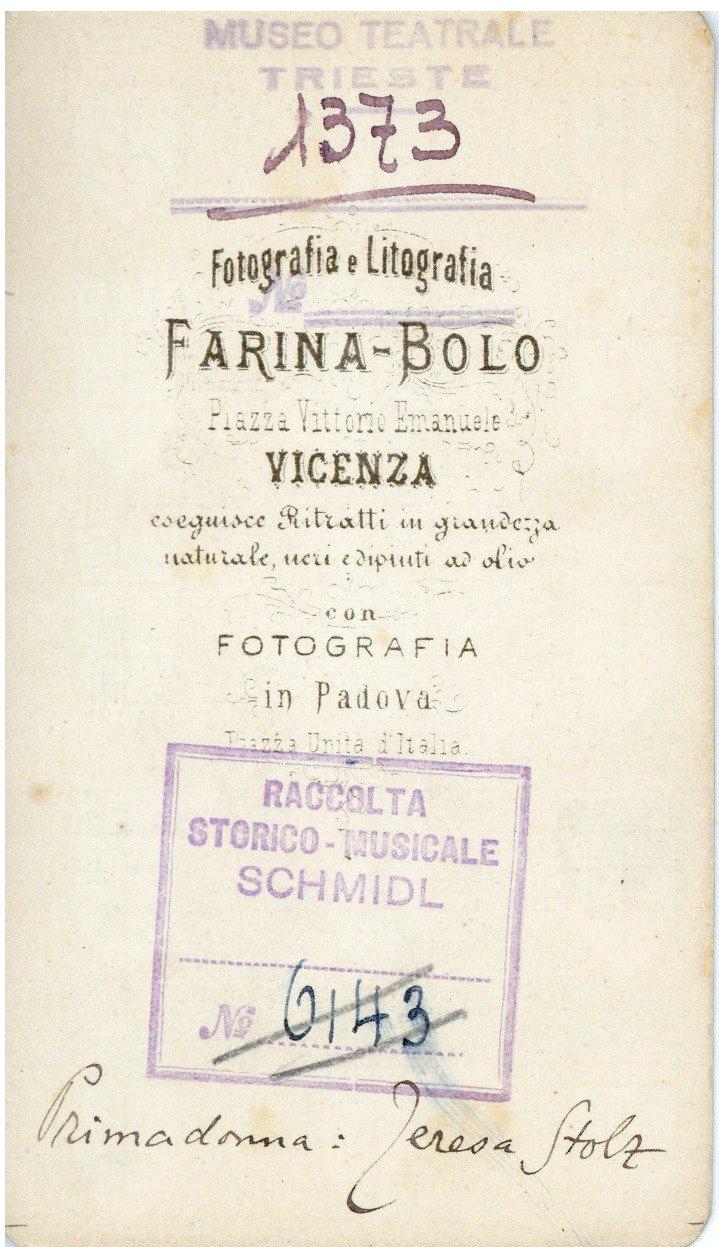 MUSEO TEATRALE
TRIESTE
1373
Fotografia e Litografia
No
FARINA-BOLO
Piazza Vittorio Emanuele
VICENZA
eseguisce Ritratti in grandezza
naturale, neri e dipinti ad olio
con
FOTOGRAFIA
in Padova
Piazza Unità d'Italia.
RACCOLTA
STORICO-MUSICALE
SCHMIDL
No 6143
Primadonna: Teresa Stolz